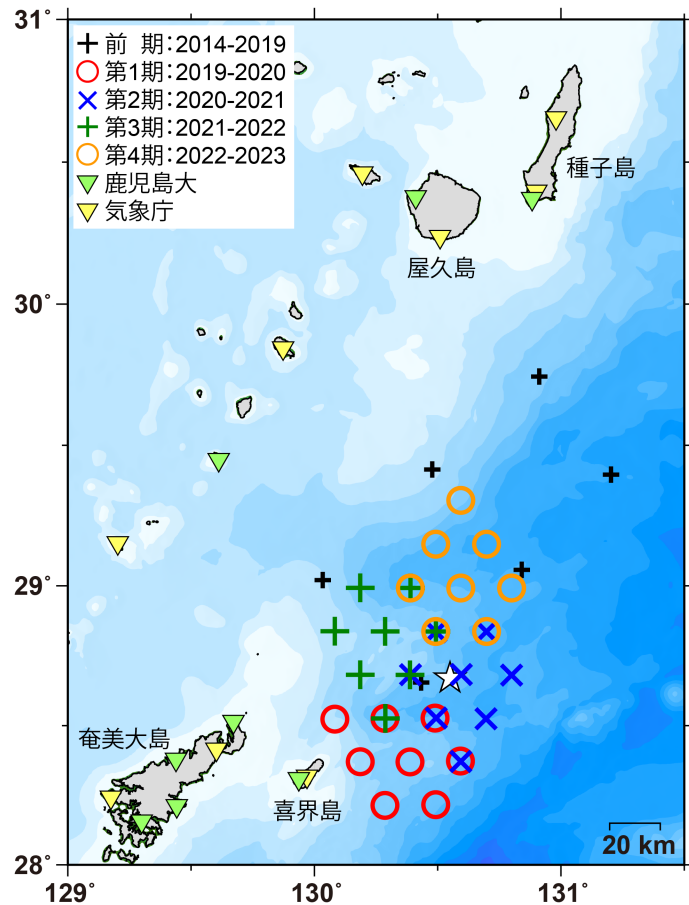 31°
前 期：2014-2019
第1期：2019-2020
第2期：2020-2021
第3期：2021-2022
第4期：2022-2023
鹿児島大
気象庁
種子島
屋久島
30°
29°
奄美大島
喜界島
20 km
28°
129°
130°
131°